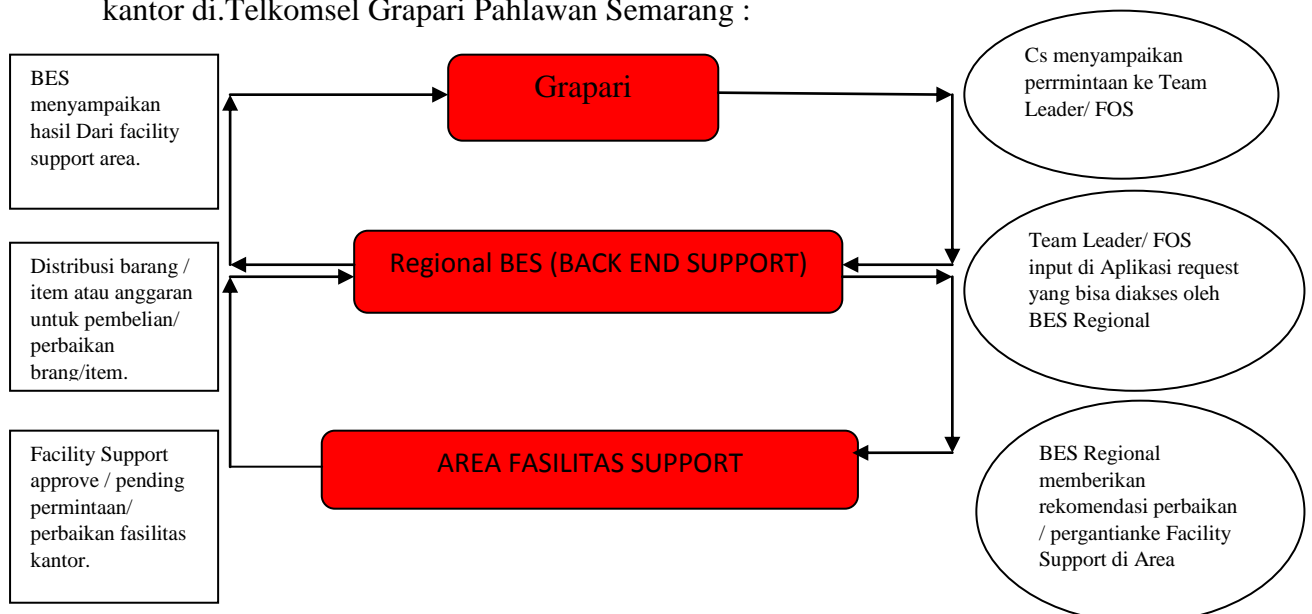 kantor di.Telkomsel Grapari Pahlawan Semarang :
BES
menyampaikan
hasil Dari facility
support area.
Grapari
Cs menyampaikan
perrmintaan ke Team
Leader/ FOS
Distribusi barang /
item atau anggaran
untuk pembelian/
perbaikan
brang/item.
Regional BES (BACK END SUPPORT)
Team Leader/ FOS
input di Aplikasi request
yang bisa diakses oleh
BES Regional
Facility Support
approve / pending
permintaan/
perbaikan fasilitas
kantor.
AREA FASILITAS SUPPORT
BES Regional
memberikan
rekomendasi perbaikan
/ pergantianke Facility
Support di Area